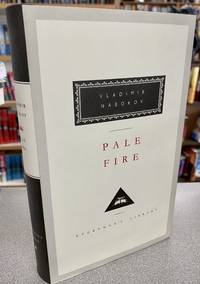 VLADIMIR
NABOKOV
PALE
FIRE
EVERYMAN'S LIBRARY